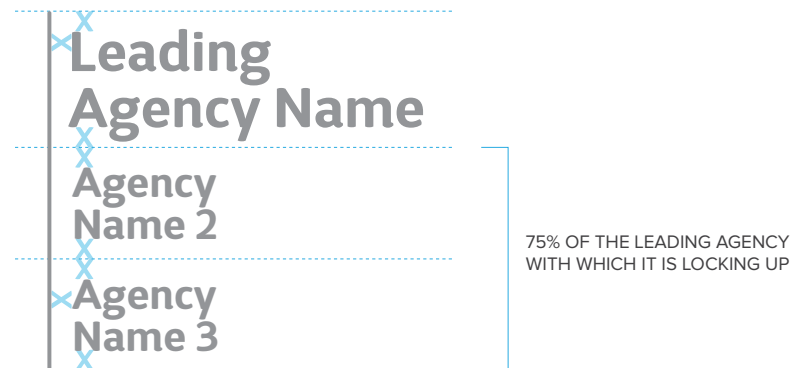 X
X Leading
Agency Name
X
X
Agency
Name 2
X
X
X Agency
Name 3
X
75% OF THE LEADING AGENCY
WITH WHICH IT IS LOCKING UP